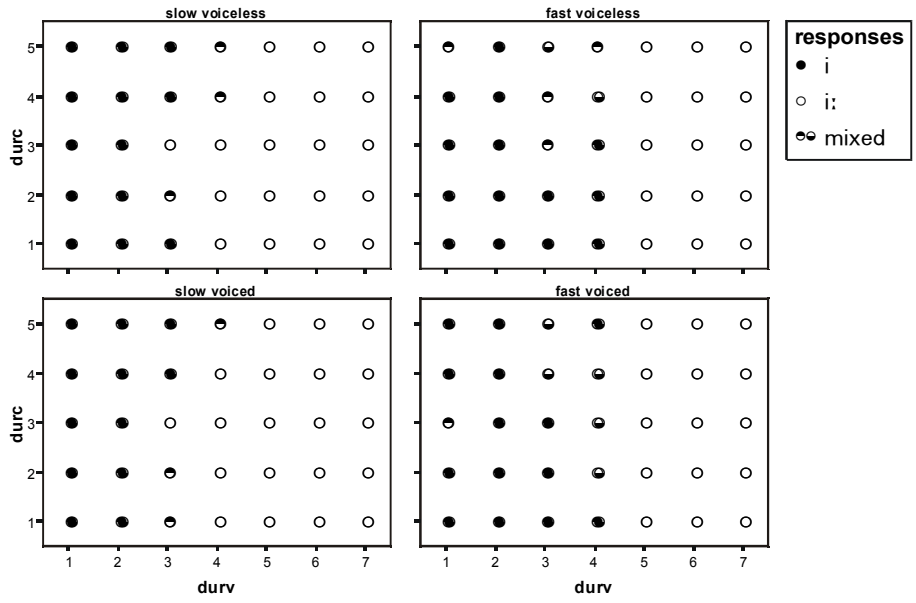 slow voiceless
fast voiceless
durc
5
4
3
2
1
responses
i
iː
mixed
slow voiced
fast voiced
durc
5
4
3
2
1
1 2 3 4 5 6 7
1 2 3 4 5 6 7
durv
durv